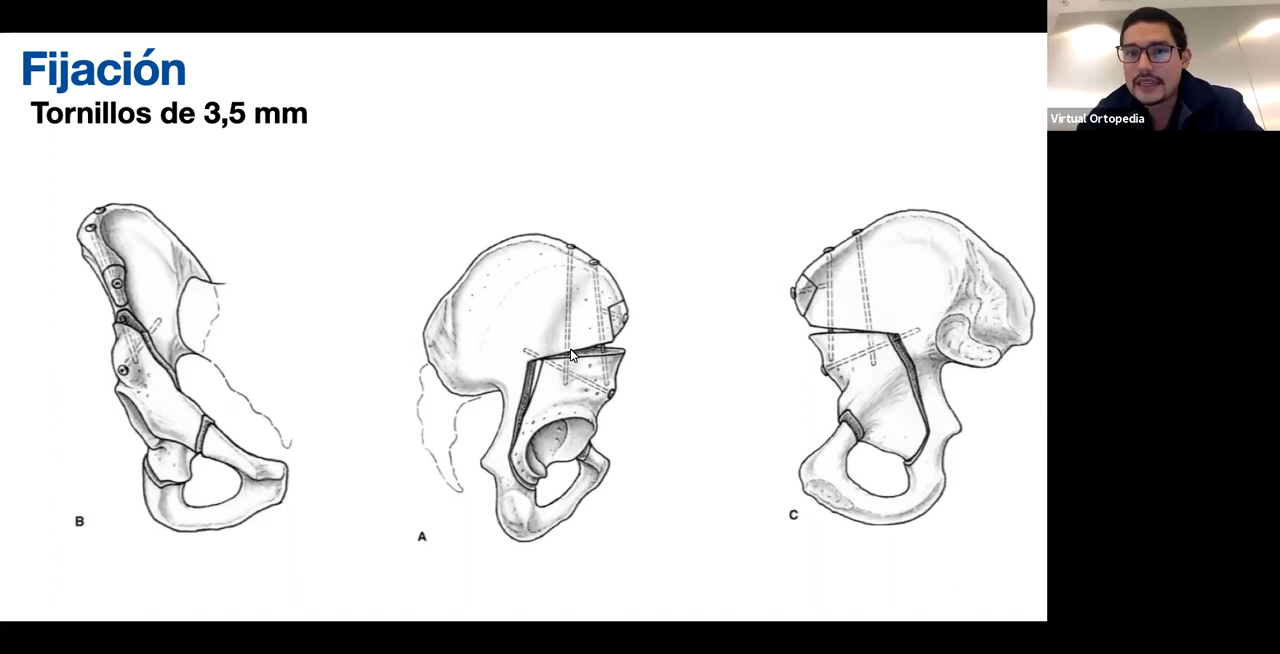 Fijación
Tornillos de 3,5 mm
Virtual Ortopedia
B
A
C